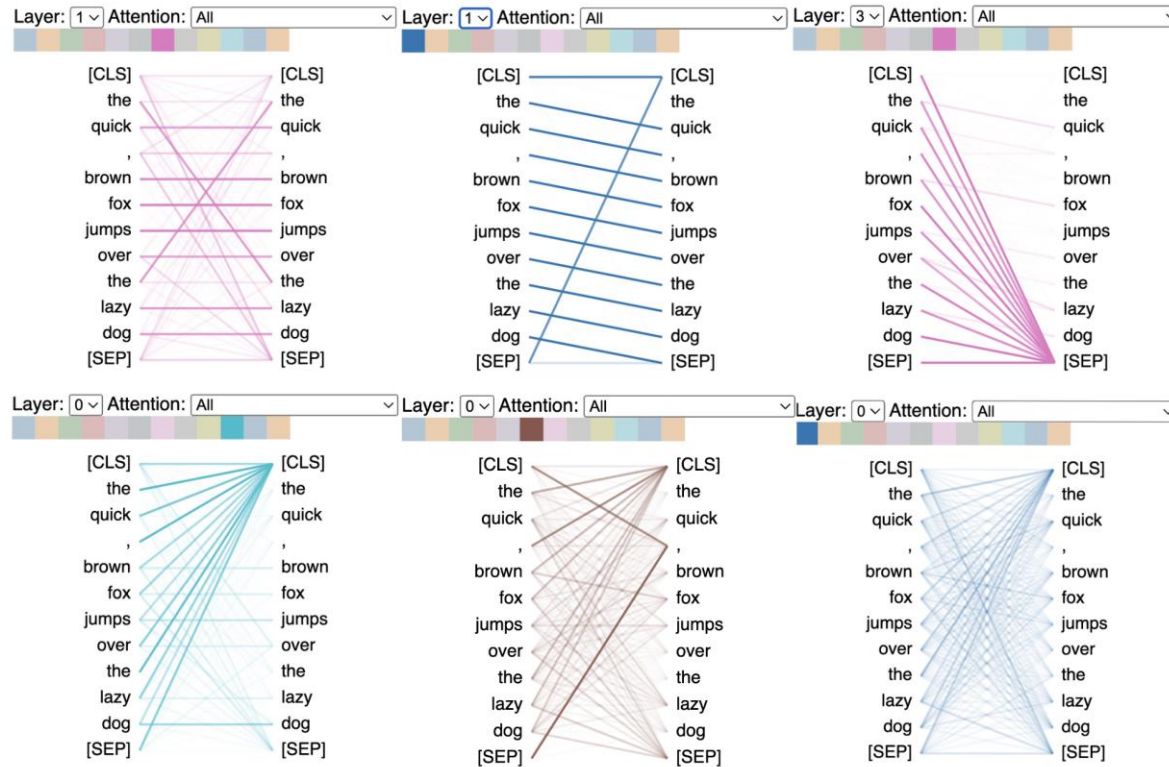 Layer: 1 Attention: All
[CLS] [CLS]
the the
quick quick
, ,
brown brown
fox fox
jumps jumps
over over
the the
lazy lazy
dog dog
[SEP] [SEP]
Layer: 1 Attention: All
[CLS] [CLS]
the the
quick quick
, ,
brown brown
fox fox
jumps jumps
over over
the the
lazy lazy
dog dog
[SEP] [SEP]
Layer: 3 Attention: All
[CLS] [CLS]
the the
quick quick
, ,
brown brown
fox fox
jumps jumps
over over
the the
lazy lazy
dog dog
[SEP] [SEP]
Layer: 0 Attention: All
[CLS] [CLS]
the the
quick quick
, ,
brown brown
fox fox
jumps jumps
over over
the the
lazy lazy
dog dog
[SEP] [SEP]
Layer: 0 Attention: All
[CLS] [CLS]
the the
quick quick
, ,
brown brown
fox fox
jumps jumps
over over
the the
lazy lazy
dog dog
[SEP] [SEP]
Layer: 0 Attention: All
[CLS] [CLS]
the the
quick quick
, ,
brown brown
fox fox
jumps jumps
over over
the the
lazy lazy
dog dog
[SEP] [SEP]